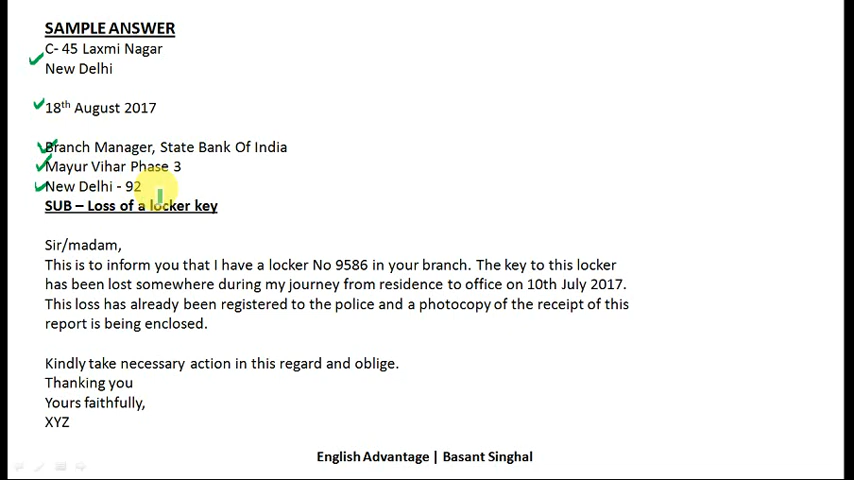 SAMPLE ANSWER
C- 45 Laxmi Nagar
New Delhi
18th August 2017
Branch Manager, State Bank Of India
Mayur Vihar Phase 3
New Delhi - 92
SUB – Loss of a locker key
Sir/madam,
This is to inform you that I have a locker No 9586 in your branch. The key to this locker
has been lost somewhere during my journey from residence to office on 10th July 2017.
This loss has already been registered to the police and a photocopy of the receipt of this
report is being enclosed.
Kindly take necessary action in this regard and oblige.
Thanking you
Yours faithfully,
XYZ
English Advantage | Basant Singhal